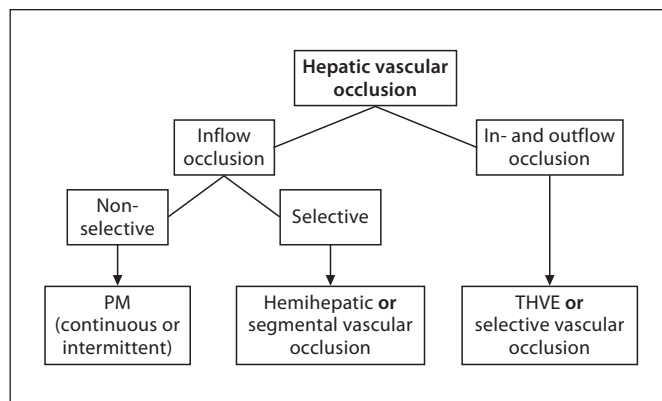 Hepatic vascular
occlusion
Inflow
occlusion
In- and outflow
occlusion
Non-
selective
Selective
PM
(continuous or
intermittent)
Hemihepatic or
segmental vascular
occlusion
THVE or
selective vascular
occlusion